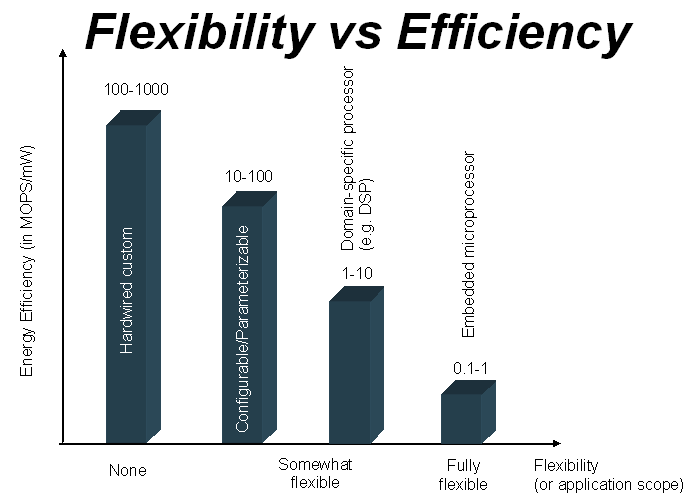 Flexibility vs Efficiency
Energy Efficiency (in MOPS/mW)
100-1000
Hardwired custom
10-100
Configurable/Parameterizable
Domain-specific processor
(e.g. DSP)
1-10
Embedded microprocessor
0.1-1
None
Somewhat
flexible
Fully
flexible
Flexibility
(or application scope)